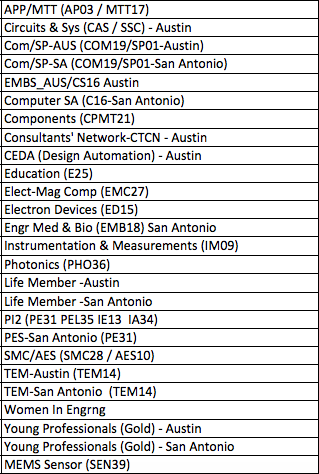 APP/MTT (AP03 / MTT17)
Circuits & Sys (CAS / SSC) - Austin
Com/SP-AUS (COM19/SP01-Austin)
Com/SP-SA (COM19/SP01-San Antonio)
EMBS_AUS/CS16 Austin
Computer SA (C16-San Antonio)
Components (CPMT21)
Consultants' Network-CTCN - Austin
CEDA (Design Automation) - Austin
Education (E25)
Elect-Mag Comp (EMC27)
Electron Devices (ED15)
Engr Med & Bio (EMB18) San Antonio
Instrumentation & Measurements (IM09)
Photonics (PHO36)
Life Member -Austin
Life Member -San Antonio
PI2 (PE31 PEL35 IE13  IA34)
PES-San Antonio (PE31)
SMC/AES (SMC28 / AES10)
TEM-Austin (TEM14)
TEM-San Antonio  (TEM14)
Women In Engrng
Young Professionals (Gold) - Austin
Young Professionals (Gold) - San Antonio
MEMS Sensor (SEN39)